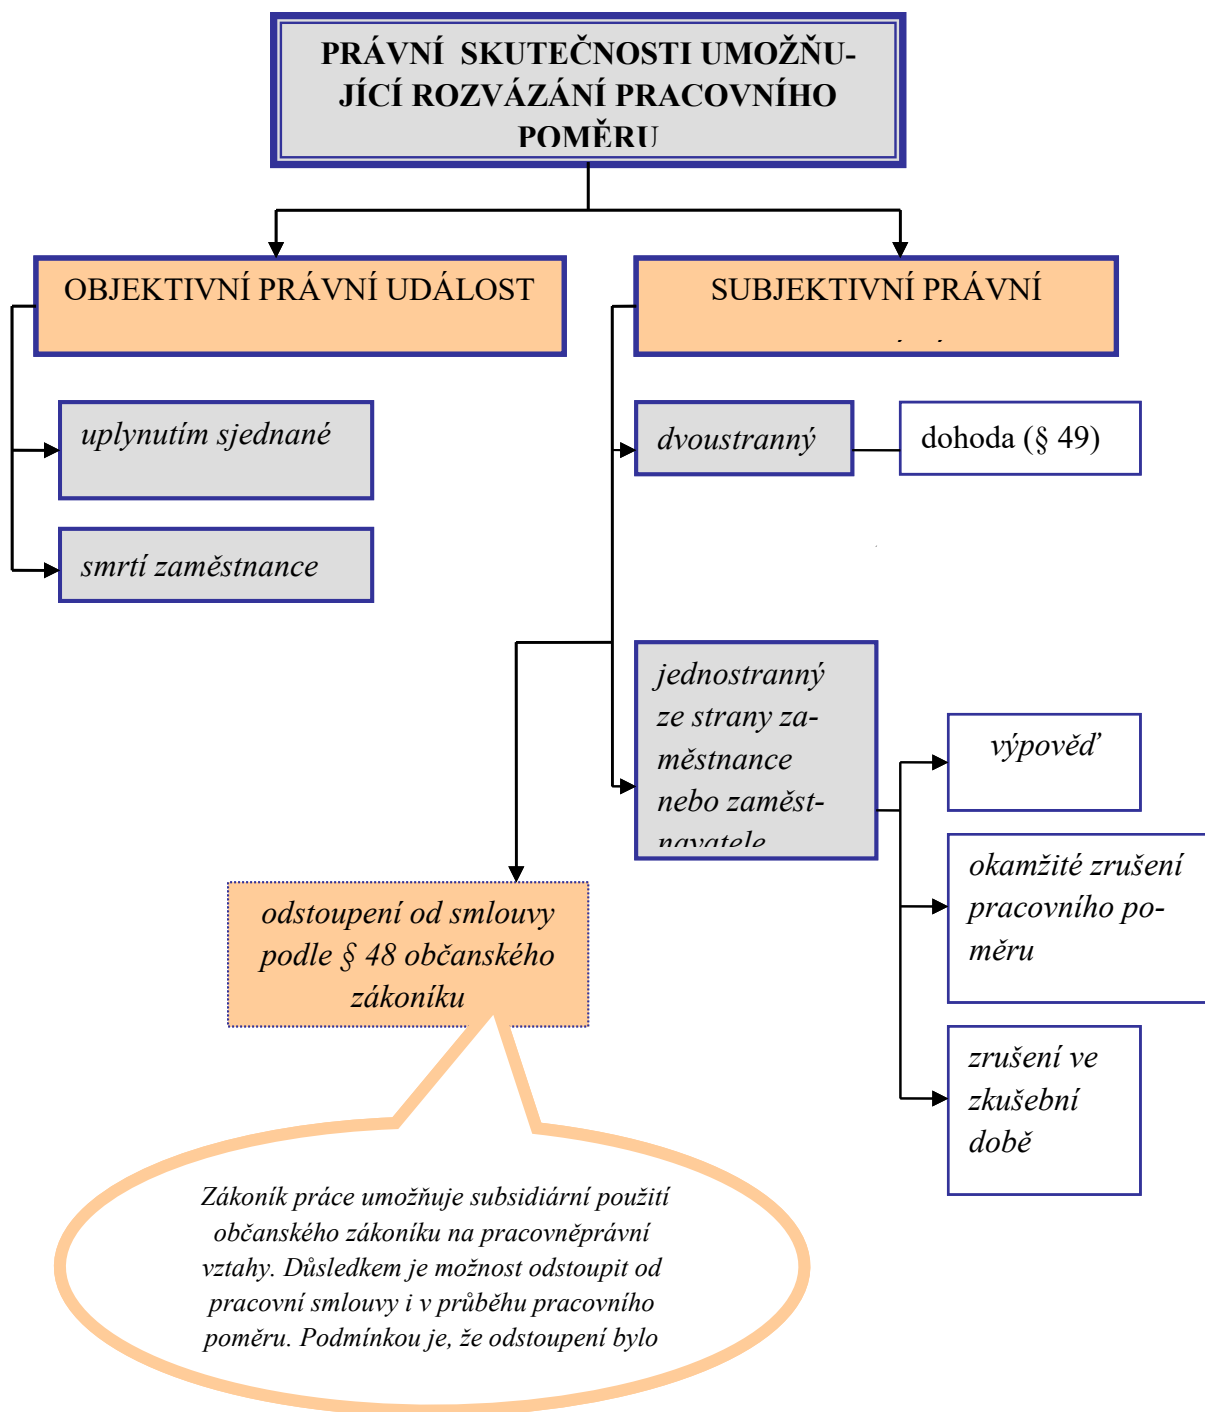 PRÁVNÍ SKUTEČNOSTI UMOŽŇU-
JÍCÍ ROZVÁZÁNÍ PRACOVNÍHO
POMĚRU
OBJEKTIVNÍ PRÁVNÍ UDÁLOST
SUBJEKTIVNÍ PRÁVNÍ
uplynutím sjednané
smrtí zaměstnance
dvoustranný
dohoda (§ 49)
jednostranný
ze strany za-
městnance
nebo zaměst-
navatele
výpověď
okamžité zrušení
pracovního po-
měru
zrušení ve
zkušební
době
odstoupení od smlouvy
podle § 48 občanského
zákoníku
Zákoník práce umožňuje subsidiární použití
občanského zákoníku na pracovněprávní
vztahy. Důsledkem je možnost odstoupit od
pracovní smlouvy i v průběhu pracovního
poměru. Podmínkou je, že odstoupení bylo